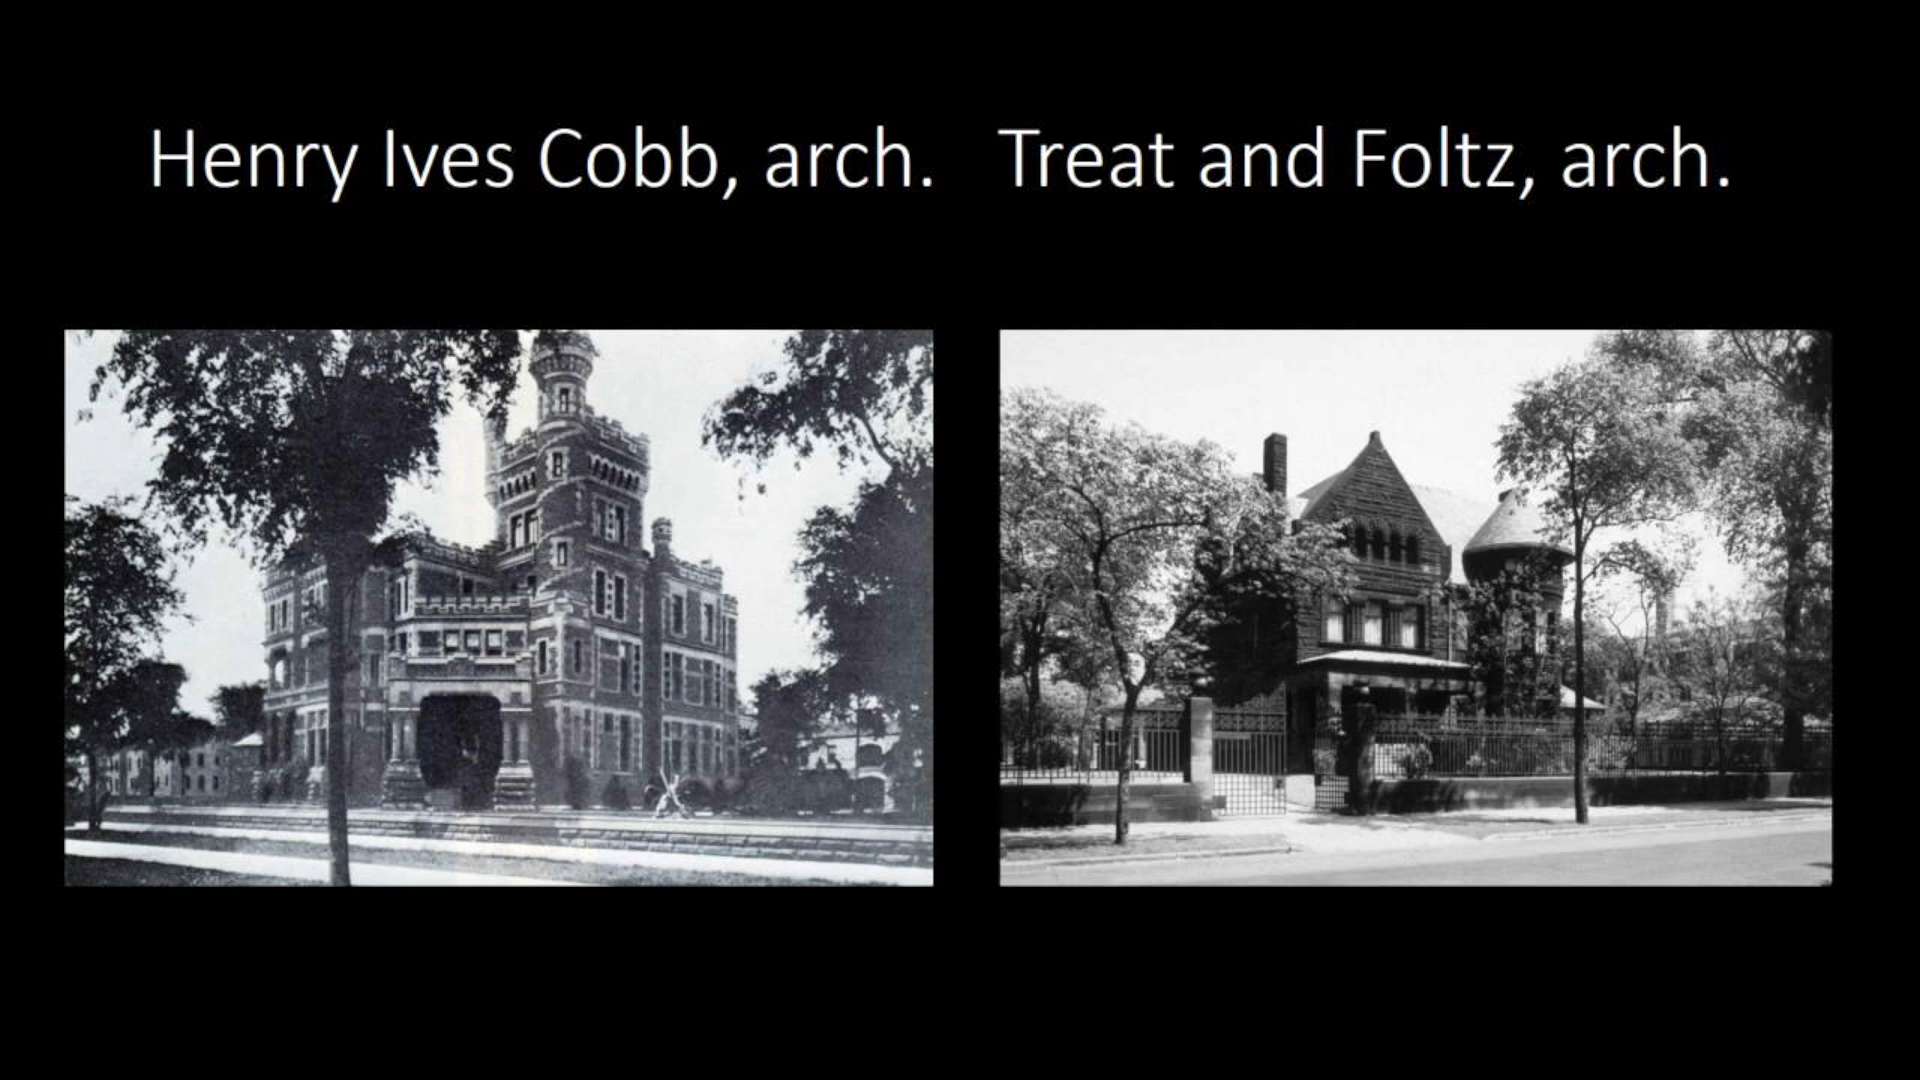 Henry Ives Cobb, arch. Treat and Foltz, arch.